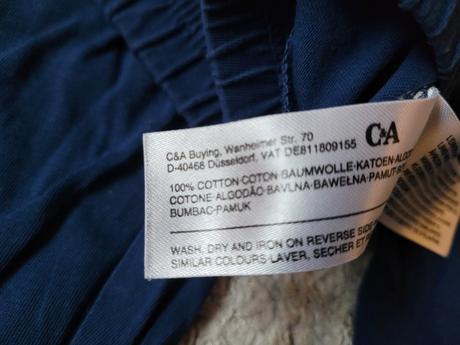 C&A Buying, Wanheimer Str. 70
D-40468 Düsseldorf, VAT DE811809155
C&A
100% COTTON·COTON·BAUMWOLLE·KATOEN·ALGO
COTONE·ALGODÃO·BAVLNA·BAWEŁNA·PAMUT·
BUMBAC·PAMUK
WASH, DRY AND IRON ON REVERSE SIDE
SIMILAR COLOURS·LAVER, SECHER ET